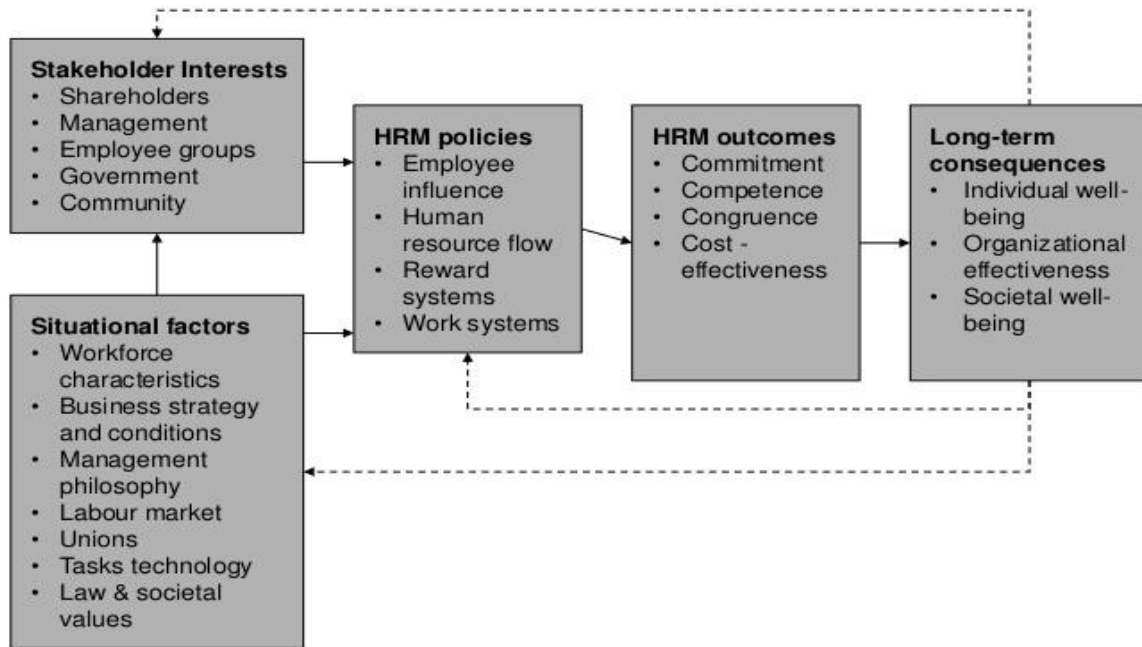 Stakeholder Interests
• Shareholders
• Management
• Employee groups
• Government
• Community
HRM policies
• Employee
influence
• Human
resource flow
• Reward
systems
• Work systems
HRM outcomes
• Commitment
• Competence
• Congruence
• Cost -
effectiveness
Long-term
consequences
• Individual well-
being
• Organizational
effectiveness
• Societal well-
being
Situational factors
• Workforce
characteristics
• Business strategy
and conditions
• Management
philosophy
• Labour market
• Unions
• Tasks technology
• Law & societal
values